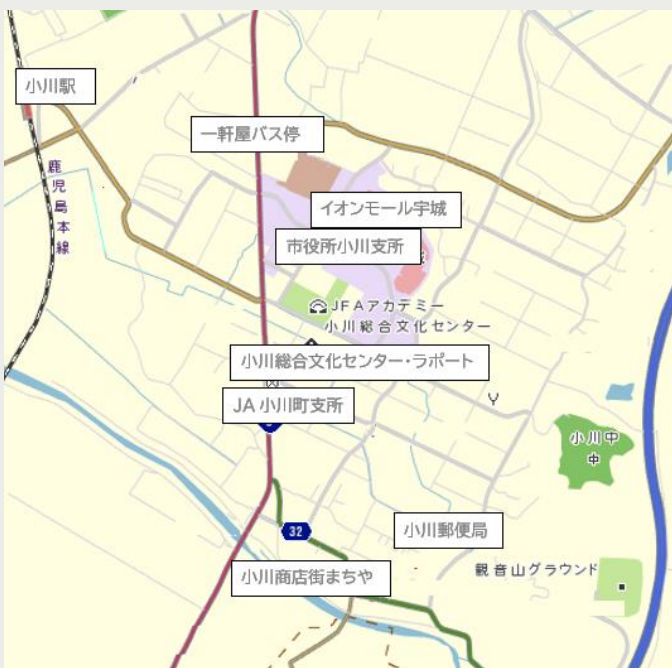 小川駅
一軒屋バス停
鹿児島本線
イオンモール宇城
市役所小川支所
JFAアカデミー
小川総合文化センター
小川総合文化センター・ラポート
JA 小川町支所
小川中
32
小川郵便局
観音山グラウンド
小川商店街まちや